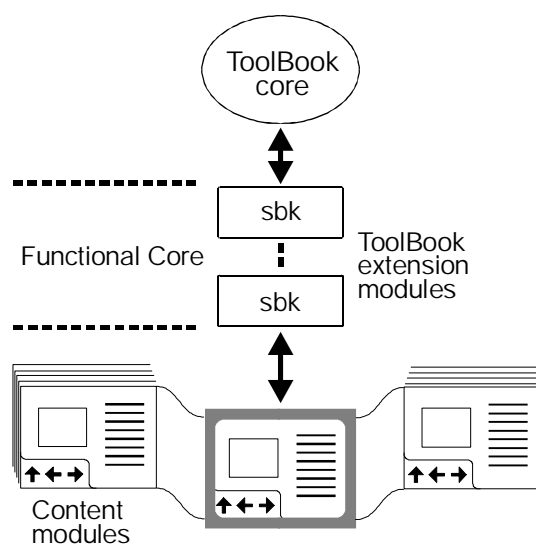 ToolBook
core
sbk
Functional Core
ToolBook
extension
modules
sbk
Content
modules